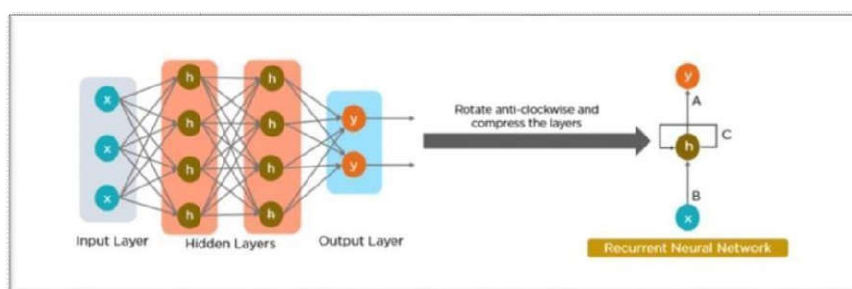 x
x
x
h
h
h
h
h
h
h
h
y
y
Input Layer
Hidden Layers
Output Layer
Rotate anti-clockwise and
compress the layers
y
A
h
C
B
x
Recurrent Neural Network